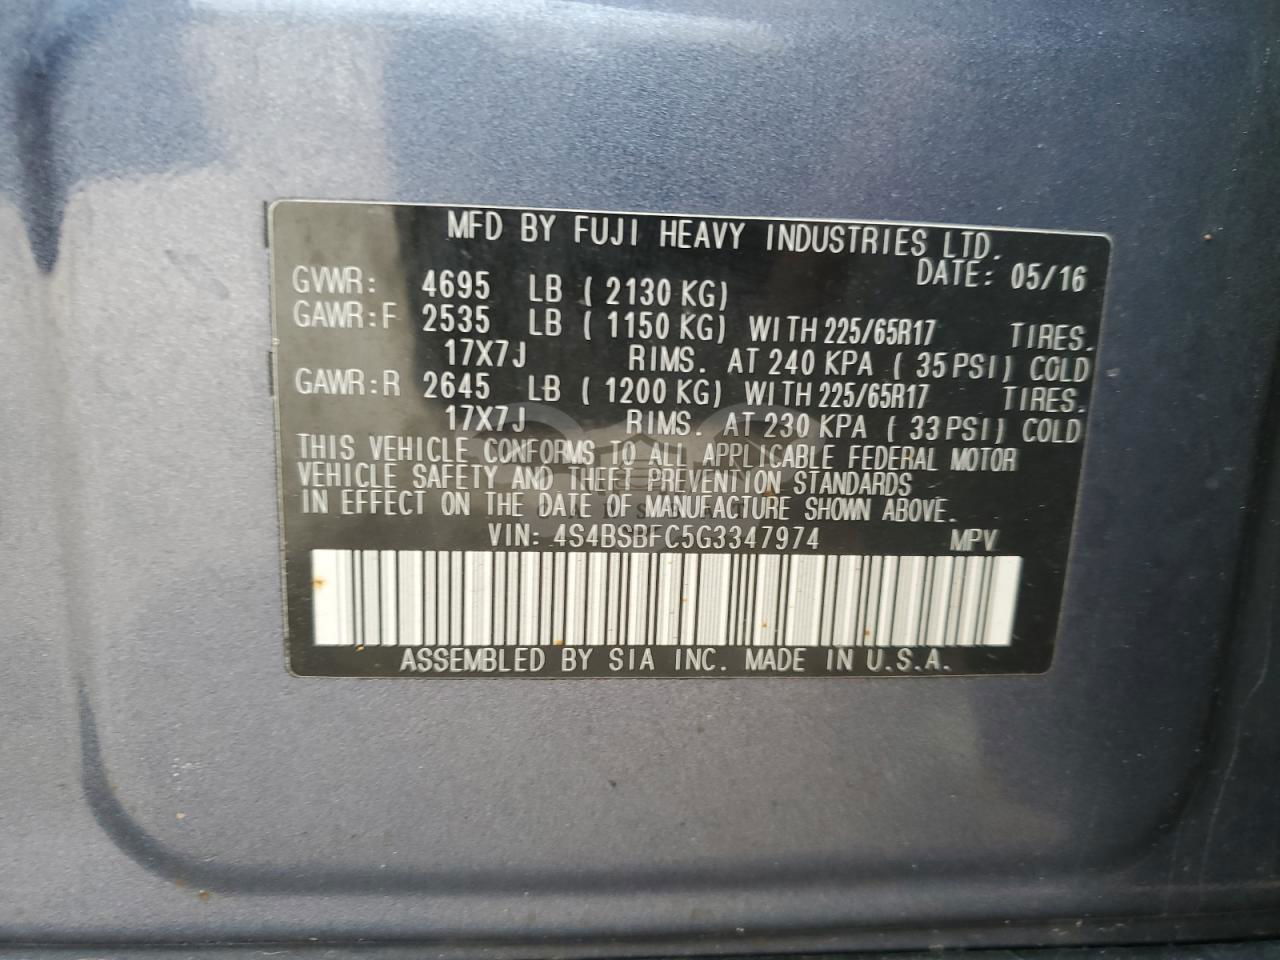 MFD BY FUJI HEAVY INDUSTRIES LTD.
DATE: 05/16
GVWR: 4695 LB ( 2130 KG)
GAWR:F 2535 LB ( 1150 KG) WITH 225/65R17 TIRES.
17X7J RIMS. AT 240 KPA ( 35 PSI) COLD
GAWR:R 2645 LB ( 1200 KG) WITH 225/65R17 TIRES.
17X7J RIMS. AT 230 KPA ( 33 PSI) COLD
THIS VEHICLE CONFORMS TO ALL APPLICABLE FEDERAL MOTOR
VEHICLE SAFETY AND THEFT PREVENTION STANDARDS
IN EFFECT ON THE DATE OF MANUFACTURE SHOWN ABOVE.
VIN: 4S4BSBFC5G3347974 MPV
ASSEMBLED BY SIA INC. MADE IN U.S.A.